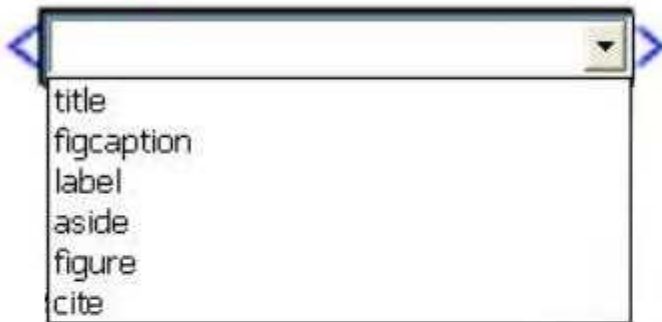 < >
title
figcaption
label
aside
figure
cite